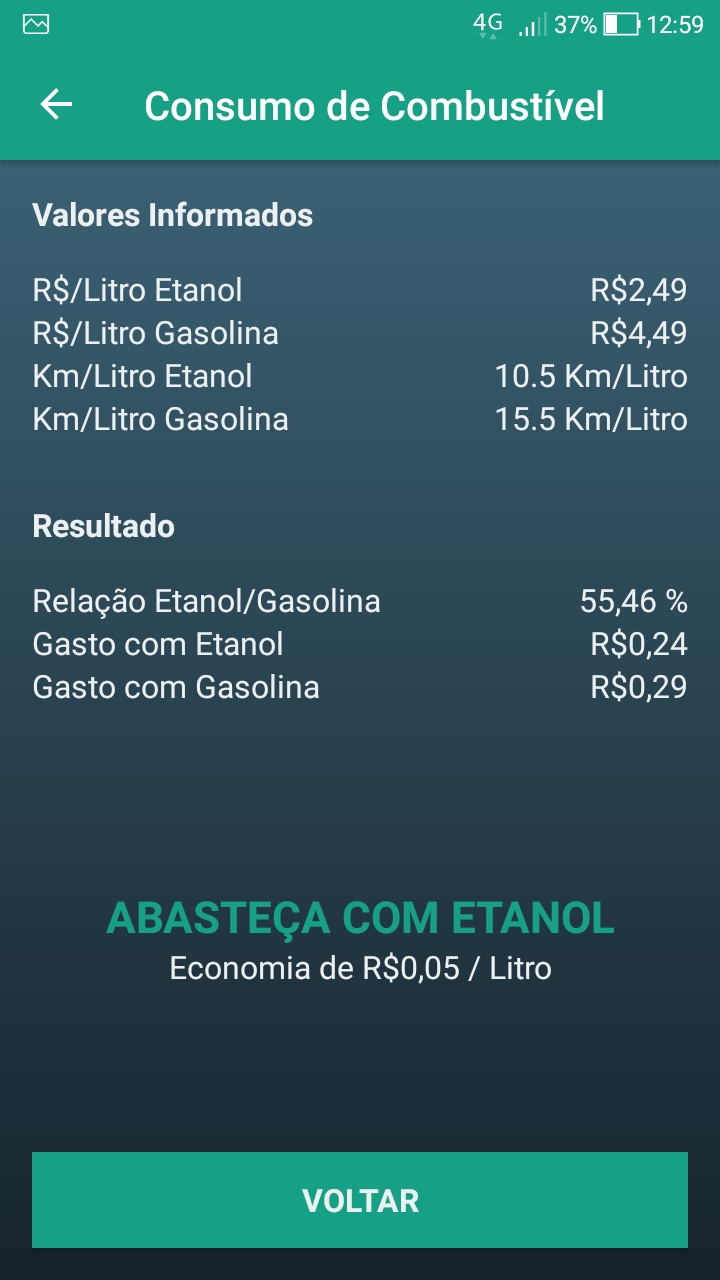 4G 37% 12:59
Consumo de Combustível
Valores Informados
R$/Litro Etanol R$2,49
R$/Litro Gasolina R$4,49
Km/Litro Etanol 10.5 Km/Litro
Km/Litro Gasolina 15.5 Km/Litro
Resultado
Relação Etanol/Gasolina 55,46 %
Gasto com Etanol R$0,24
Gasto com Gasolina R$0,29
ABASTEÇA COM ETANOL
Economia de R$0,05 / Litro
VOLTAR